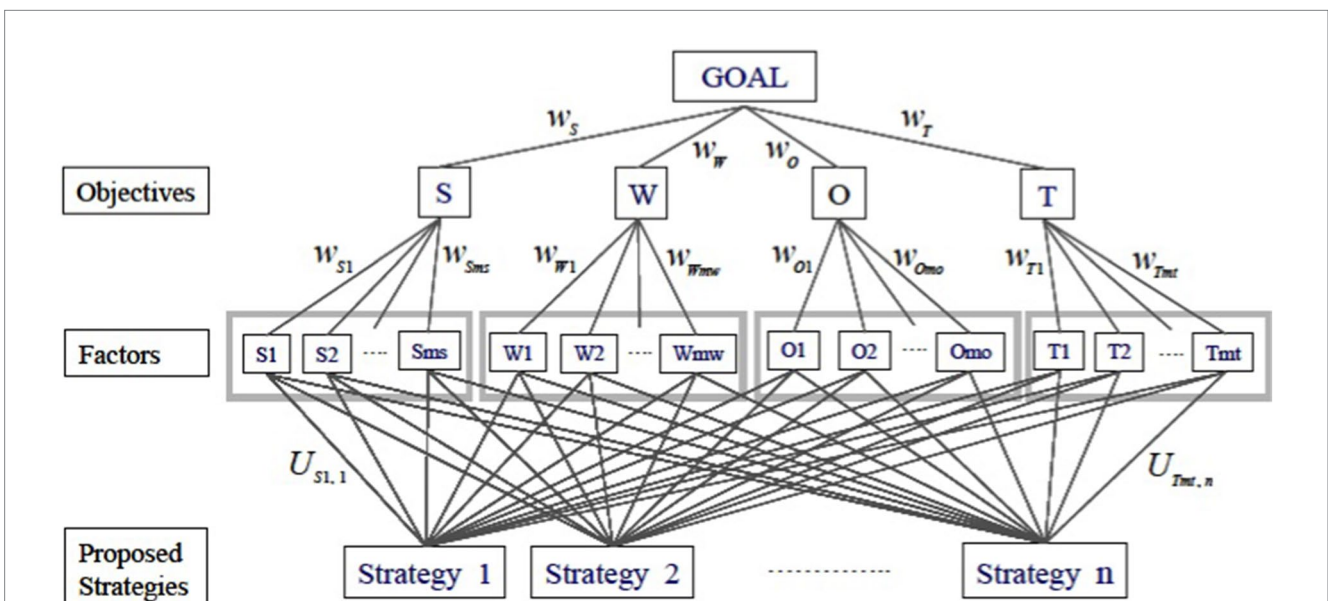 GOAL
w_S w_W w_O w_T
Objectives S W O T
w_S1 w_Sms w_W1 w_Wmw w_O1 w_Omo w_T1 w_Tmt
Factors S1 S2 ---- Sms W1 W2 ---- Wmw O1 O2 ---- Omo T1 T2 ---- Tmt
U_S1, 1 U_Tmt, n
Proposed
Strategies Strategy 1 Strategy 2 -------------- Strategy n